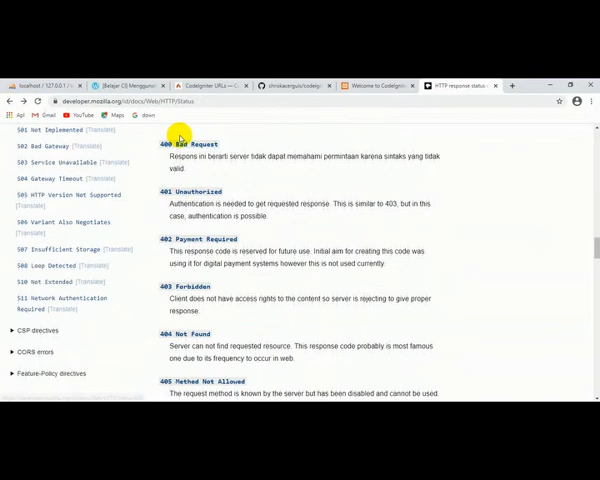 localhost / 127.0.0.1 / v
[Belajar CI] Menggunn
CodeIgniter URLs — Co
chriskacerguis/codeign
Welcome to CodeIgnite
HTTP response status c
developer.mozilla.org/id/docs/Web/HTTP/Status
Apl
Gmail
YouTube
Maps
down
501 Not Implemented [Translate]
502 Bad Gateway [Translate]
503 Service Unavailable [Translate]
504 Gateway Timeout [Translate]
505 HTTP Version Not Supported
[Translate]
506 Variant Also Negotiates
[Translate]
507 Insufficient Storage [Translate]
508 Loop Detected [Translate]
510 Not Extended [Translate]
511 Network Authentication
Required [Translate]
CSP directives
CORS errors
Feature-Policy directives
400 Bad Request
Respons ini berarti server tidak dapat memahami permintaan karena sintaks yang tidak
valid.
401 Unauthorized
Authentication is needed to get requested response. This is similar to 403, but in this
case, authentication is possible.
402 Payment Required
This response code is reserved for future use. Initial aim for creating this code was
using it for digital payment systems however this is not used currently.
403 Forbidden
Client does not have access rights to the content so server is rejecting to give proper
response.
404 Not Found
Server can not find requested resource. This response code probably is most famous
one due to its frequency to occur in web.
405 Method Not Allowed
The request method is known by the server but has been disabled and cannot be used.